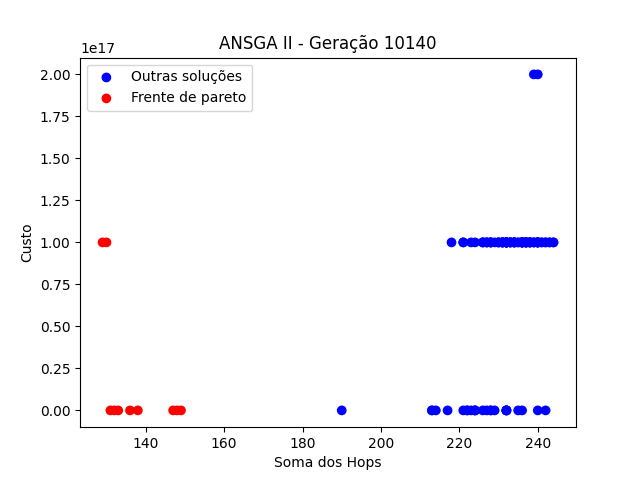 ANSGA II - Geração 10140
1e17
2.00
1.75
1.50
1.25
1.00
0.75
0.50
0.25
0.00
Custo
Outras soluções
Frente de pareto
140 160 180 200 220 240
Soma dos Hops